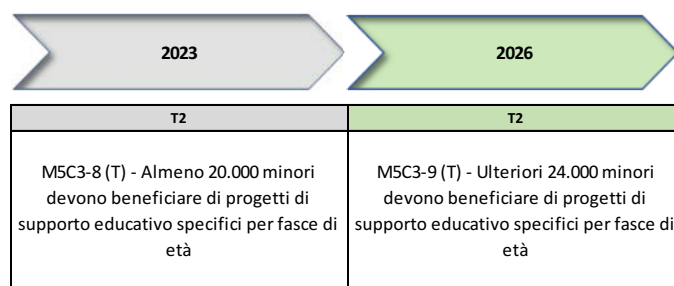 2023
2026
T2
T2
M5C3-8 (T) - Almeno 20.000 minori
devono beneficiare di progetti di
supporto educativo specifici per fasce di
età
M5C3-9 (T) - Ulteriori 24.000 minori
devono beneficiare di progetti di
supporto educativo specifici per fasce di
età